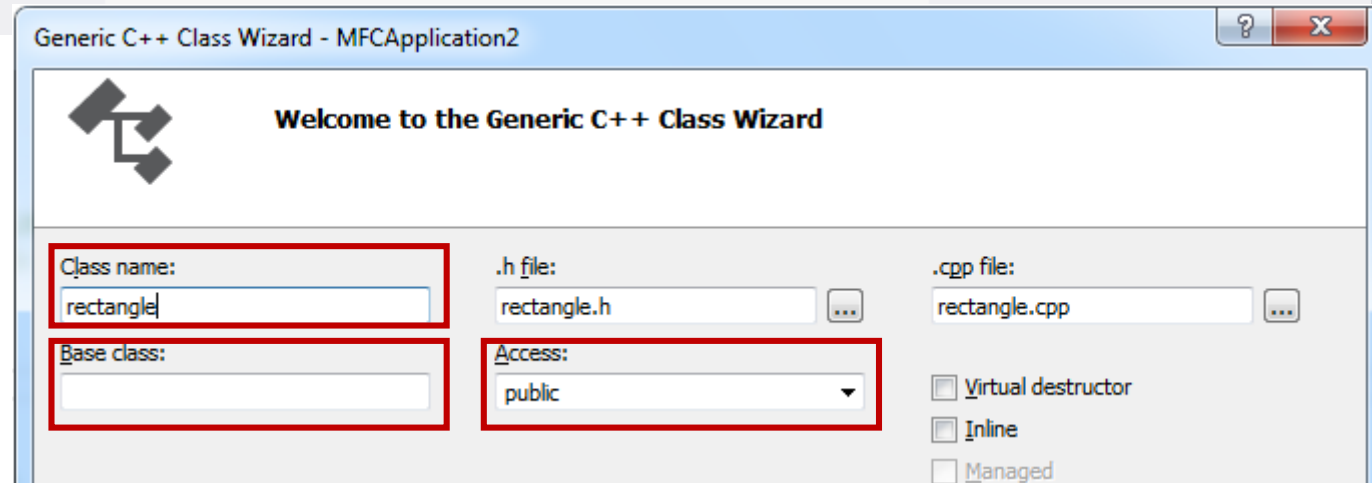 Generic C++ Class Wizard - MFCApplication2
Welcome to the Generic C++ Class Wizard
Class name:
.h file:
.cpp file:
rectangle
rectangle.h
...
rectangle.cpp
...
Base class:
Access:
public
Virtual destructor
Inline
Managed